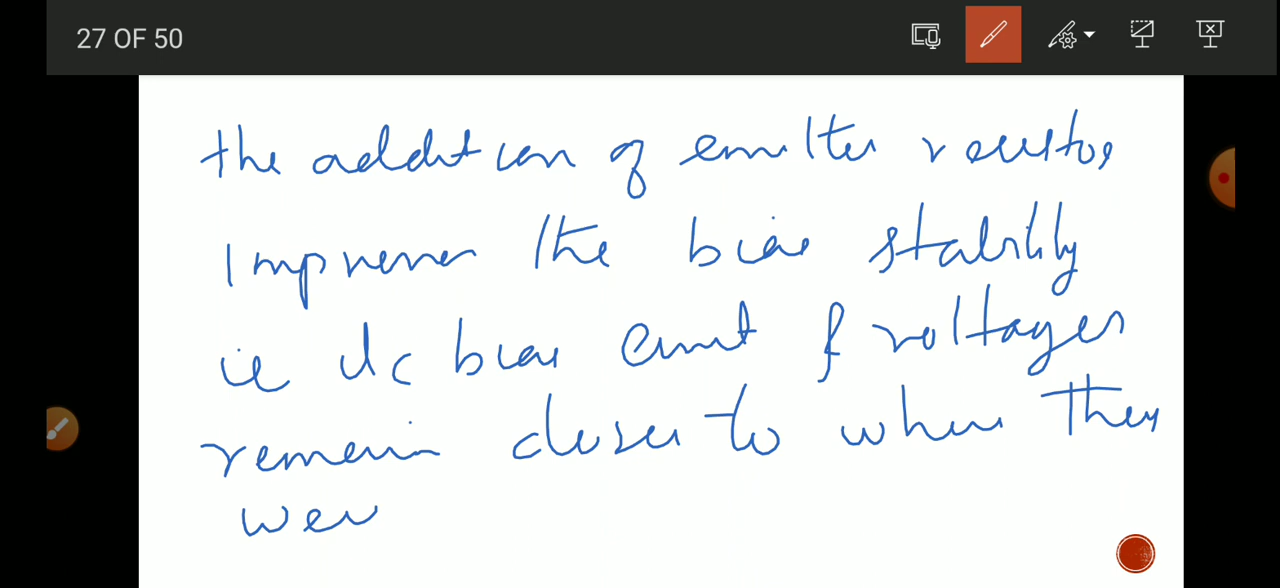 27 OF 50
the addition of emitter resistor
Improves the bias stability
ie dc bias current & voltages
remain closer to where they
were